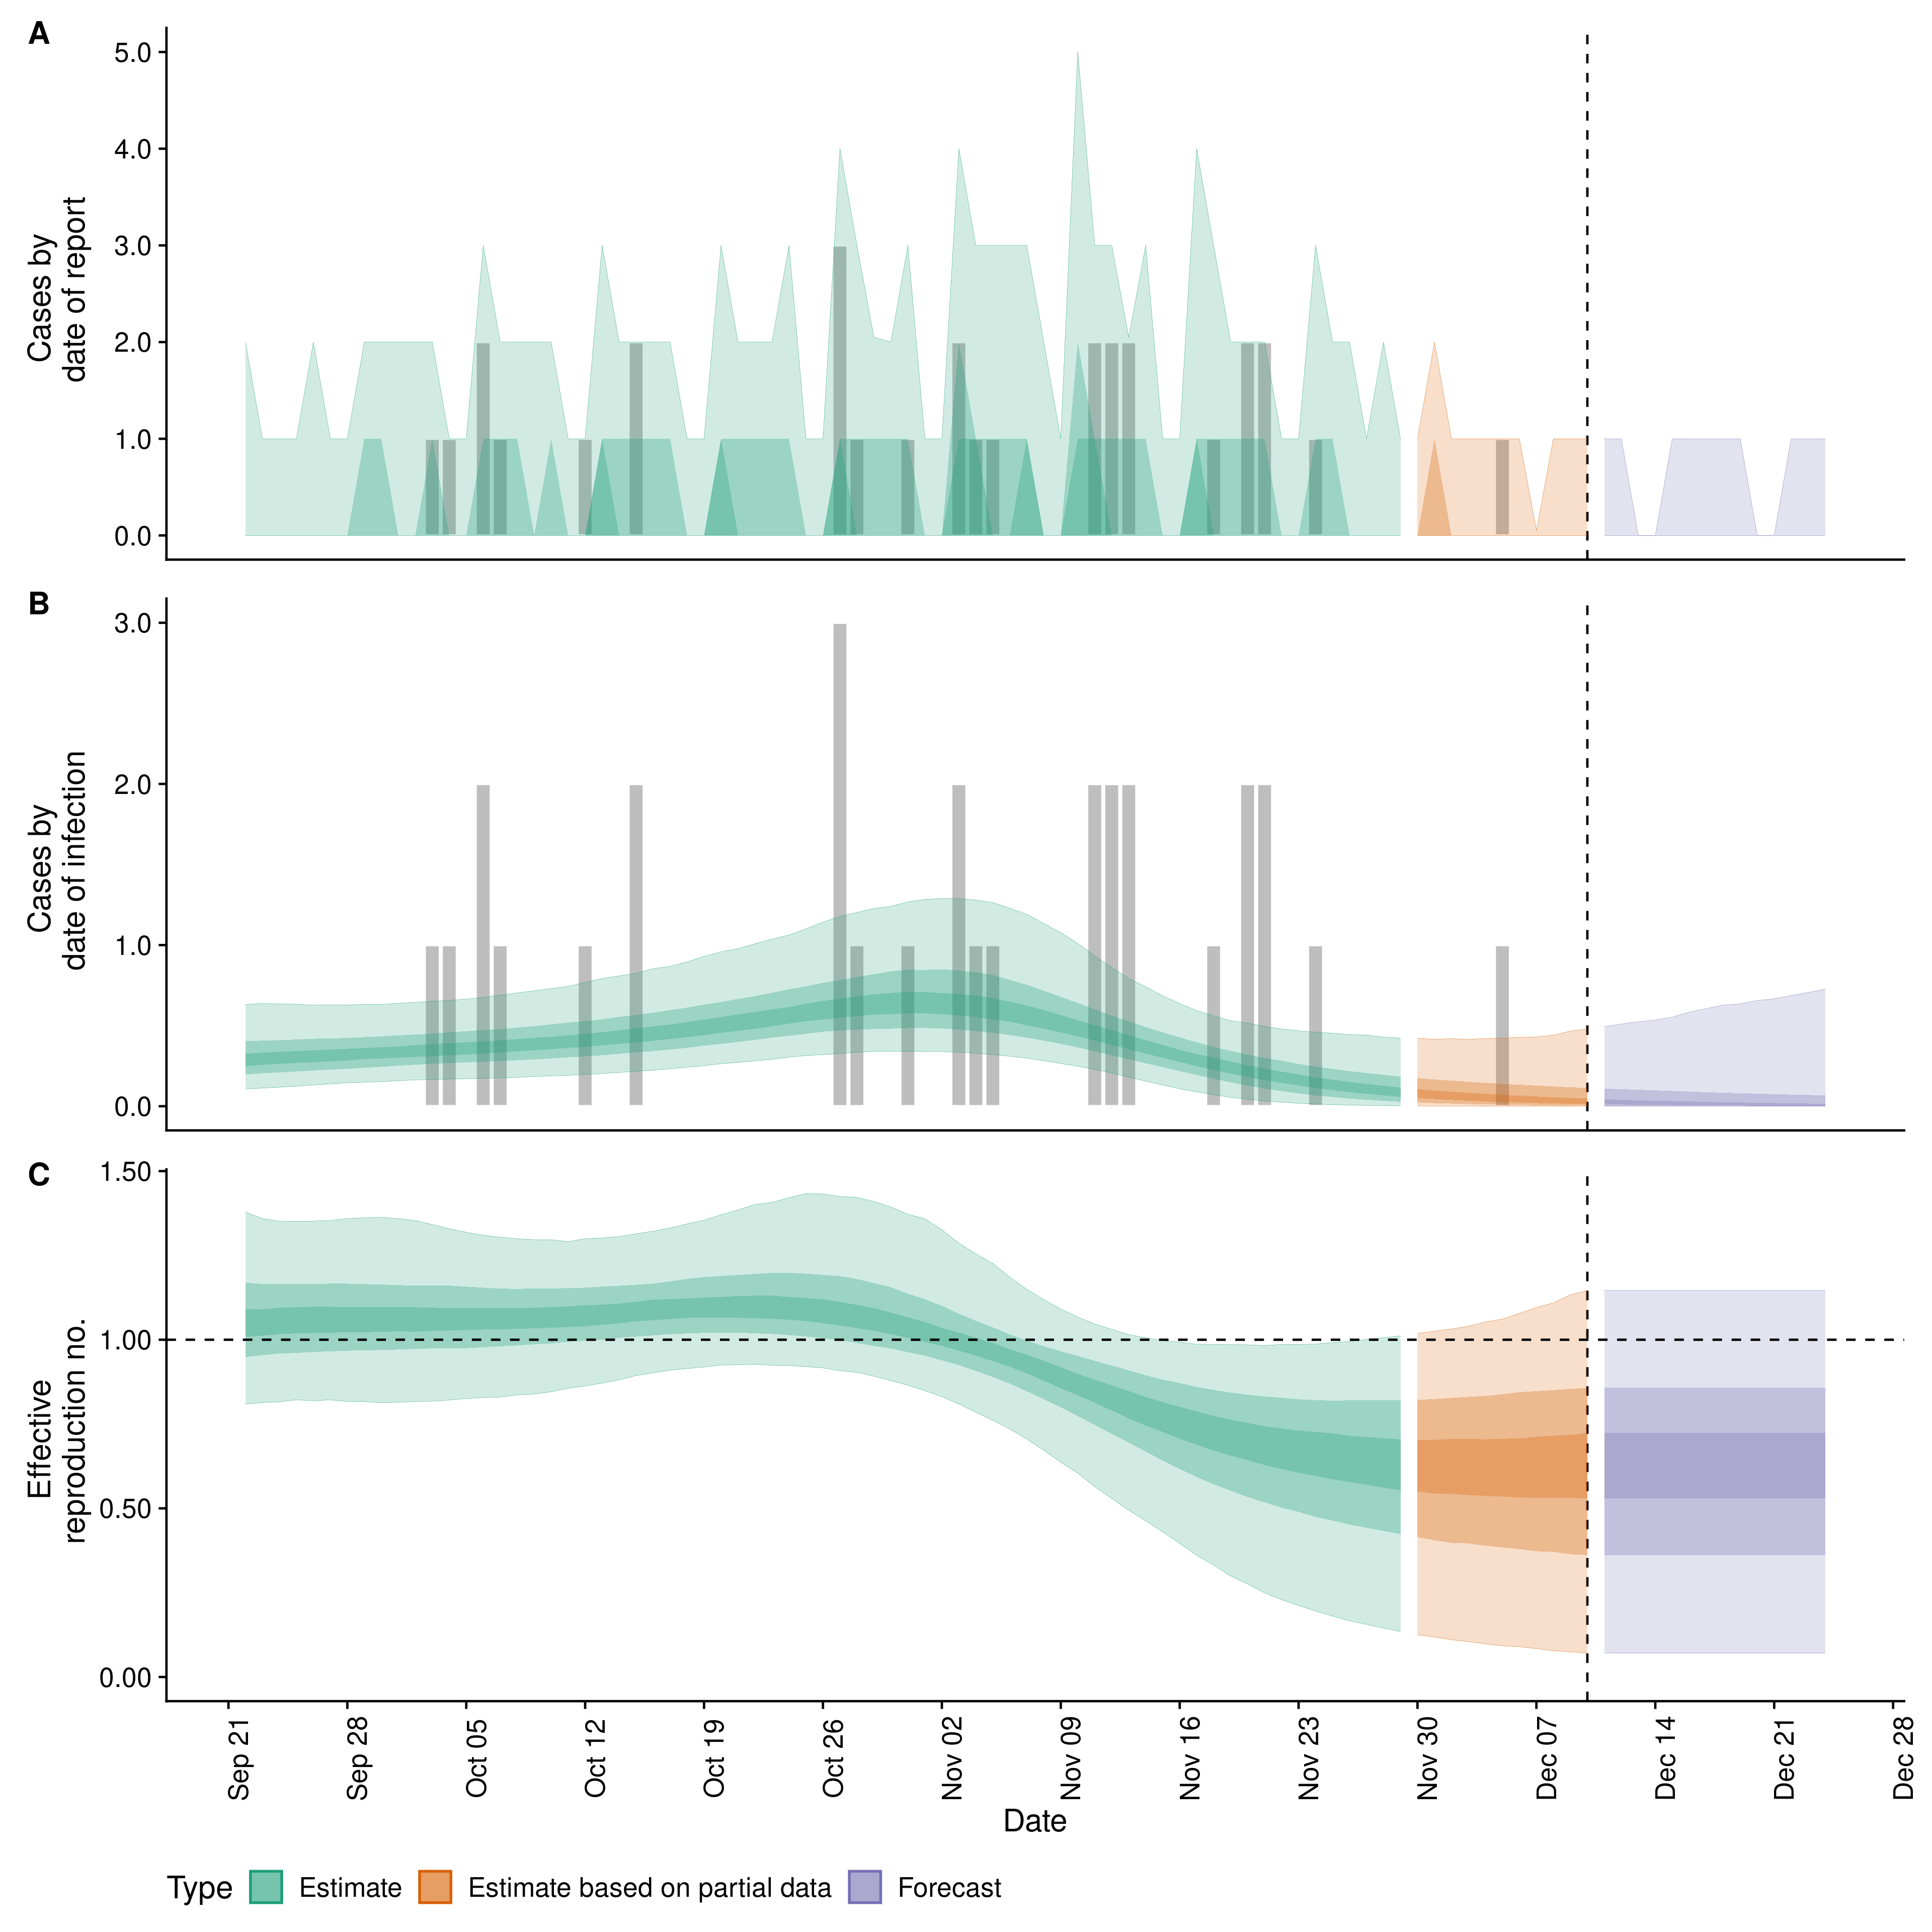 A
Cases by
date of report
5.0
4.0
3.0
2.0
1.0
0.0
B
Cases by
date of infection
3.0
2.0
1.0
0.0
C
Effective
reproduction no.
1.50
1.00
0.50
0.00
Sep 21
Sep 28
Oct 05
Oct 12
Oct 19
Oct 26
Nov 02
Nov 09
Nov 16
Nov 23
Nov 30
Dec 07
Dec 14
Dec 21
Dec 28
Date
Type Estimate Estimate based on partial data Forecast